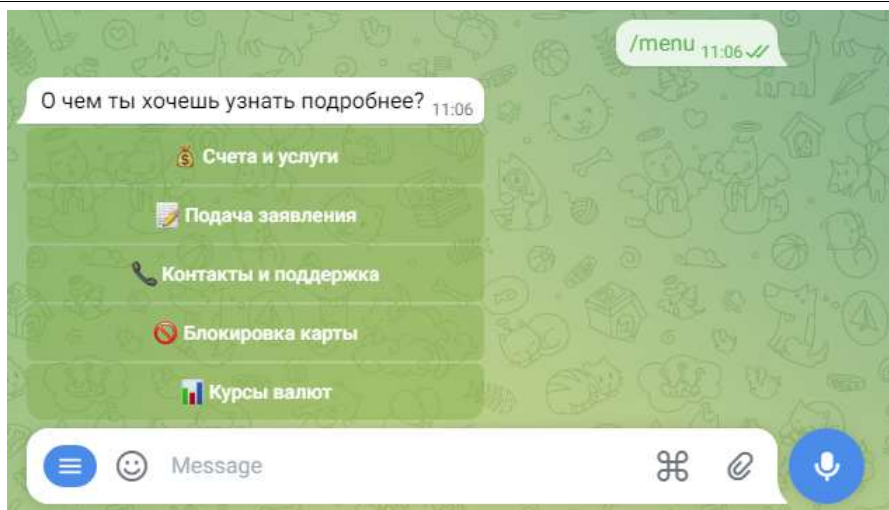 /menu 11:06
О чем ты хочешь узнать подробнее? 11:06
💰 Счета и услуги
📝 Подача заявления
📞 Контакты и поддержка
🚫 Блокировка карты
📊 Курсы валют
Message